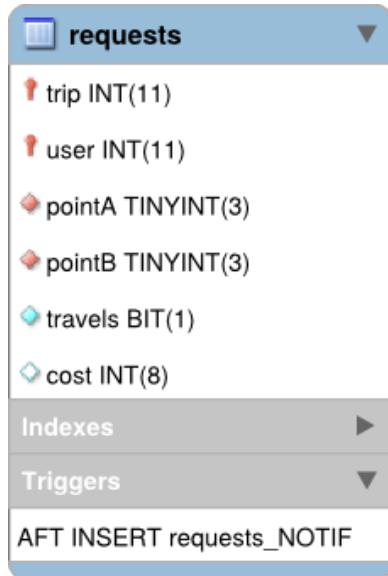 requests
trip INT(11)
user INT(11)
pointA TINYINT(3)
pointB TINYINT(3)
travels BIT(1)
cost INT(8)
Indexes
Triggers
AFT INSERT requests_NOTIF